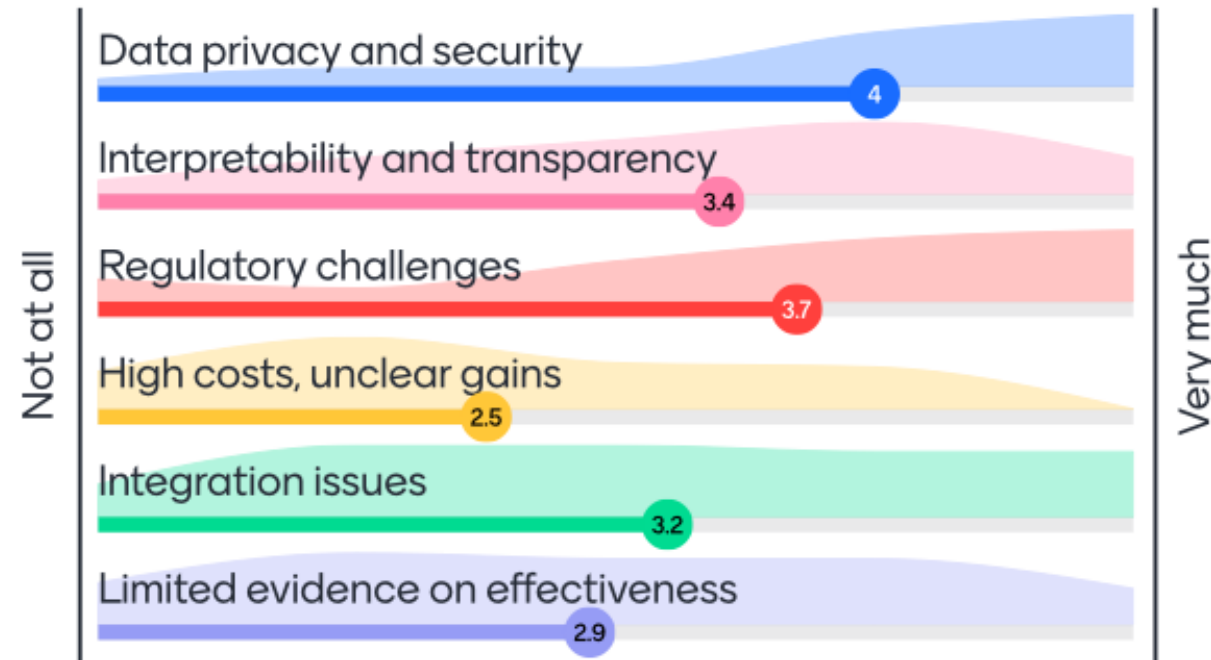 Not at all
Data privacy and security
4
Interpretability and transparency
3.4
Regulatory challenges
3.7
High costs, unclear gains
2.5
Integration issues
3.2
Limited evidence on effectiveness
2.9
Very much